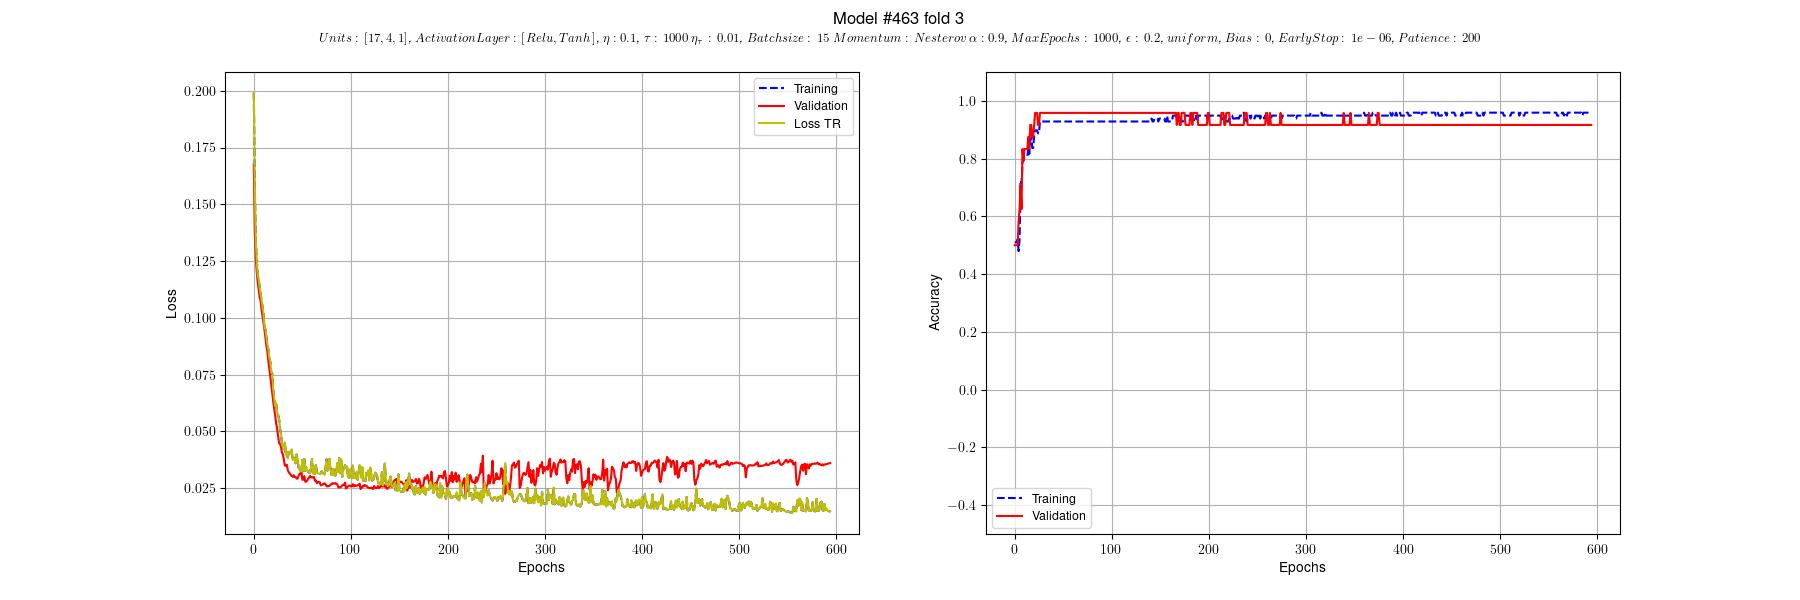 Model #463 fold 3
Units : [17, 4, 1], ActivationLayer : [Relu, Tanh], η : 0.1, τ : 1000 η_τ : 0.01, Batchsize : 15 Momentum : Nesterov α : 0.9, MaxEpochs : 1000, ϵ : 0.2, uniform, Bias : 0, EarlyStop : 1e − 06, Patience : 200
Training
Validation
Loss TR
0.200
0.175
0.150
0.125
0.100
0.075
0.050
0.025
Loss
0 100 200 300 400 500 600
Epochs
1.0
0.8
0.6
0.4
0.2
0.0
−0.2
−0.4
Accuracy
Training
Validation
0 100 200 300 400 500 600
Epochs